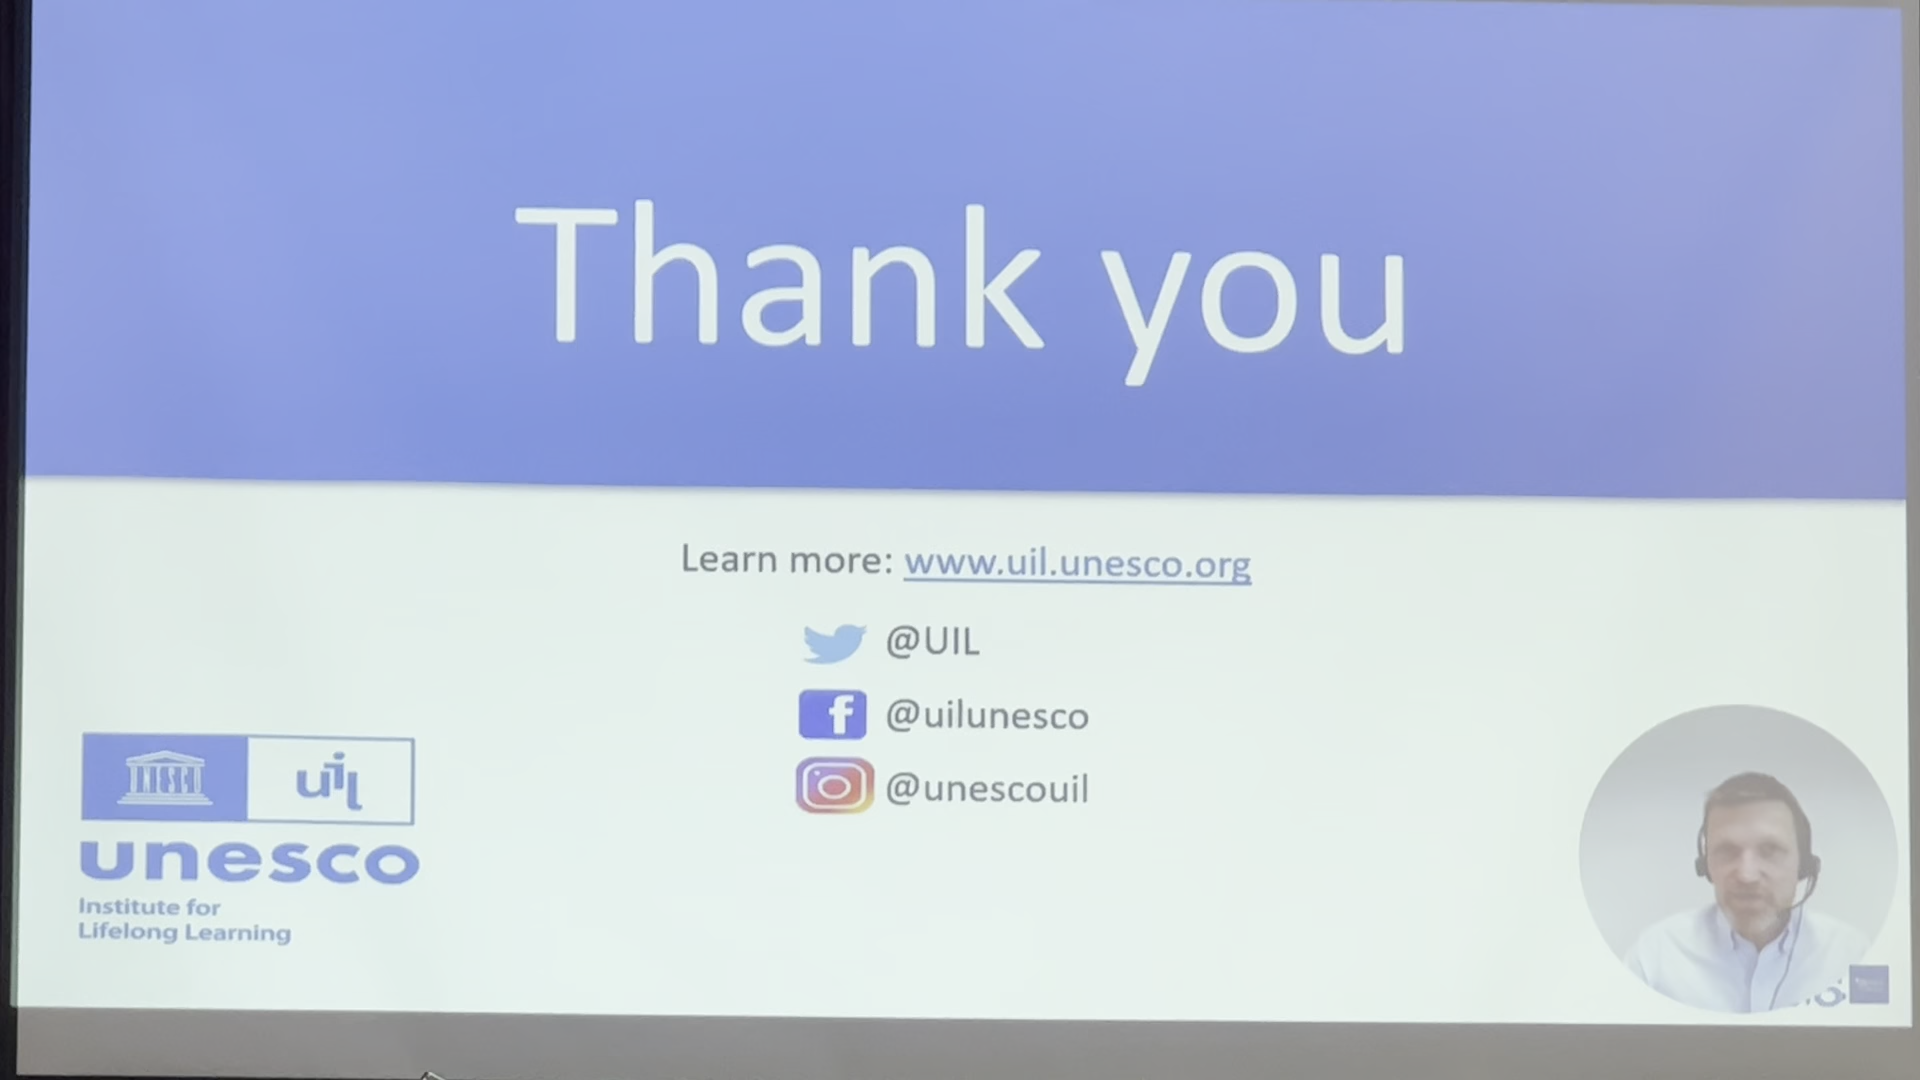 Thank you
Learn more: www.uil.unesco.org
@UIL
@uilunesco
@unescouil
uil
unesco
Institute for
Lifelong Learning